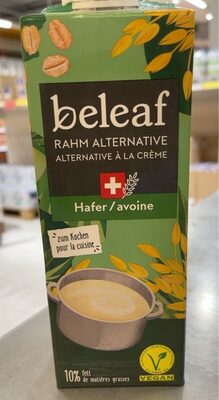 beleaf
RAHM ALTERNATIVE
ALTERNATIVE À LA CRÈME
Hafer/avoine
zum Kochen
pour la cuisine
10% fett
de matières grasses
V
VEGAN